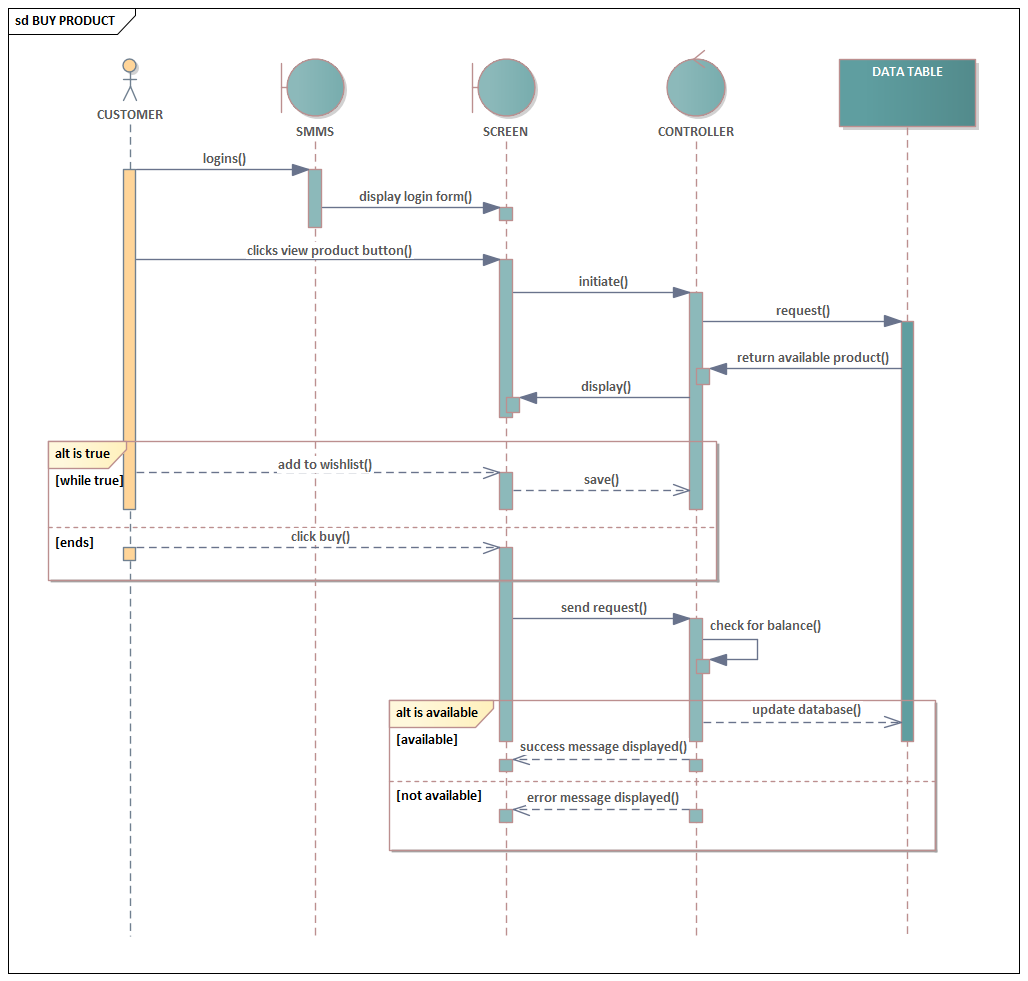 sd BUY PRODUCT
CUSTOMER
SMMS
SCREEN
CONTROLLER
DATA TABLE
logins()
display login form()
clicks view product button()
initiate()
request()
return available product()
display()
alt is true
[while true]
add to wishlist()
save()
[ends]
click buy()
send request()
check for balance()
alt is available
[available]
update database()
success message displayed()
[not available]
error message displayed()